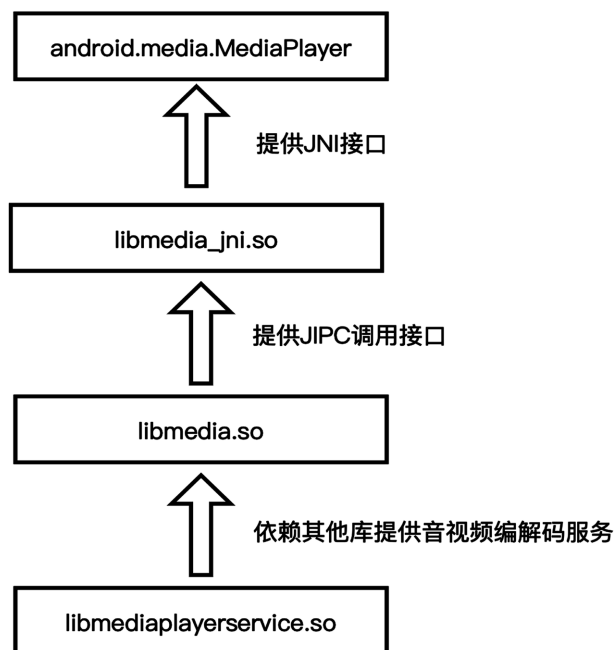 android.media.MediaPlayer
提供JNI接口
libmedia_jni.so
提供JIPC调用接口
libmedia.so
依赖其他库提供音视频编解码服务
libmediaplayerservice.so